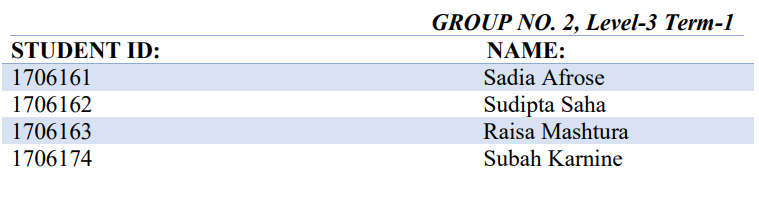 GROUP NO. 2, Level-3 Term-1
STUDENT ID: NAME:
1706161 Sadia Afrose
1706162 Sudipta Saha
1706163 Raisa Mashtura
1706174 Subah Karnine